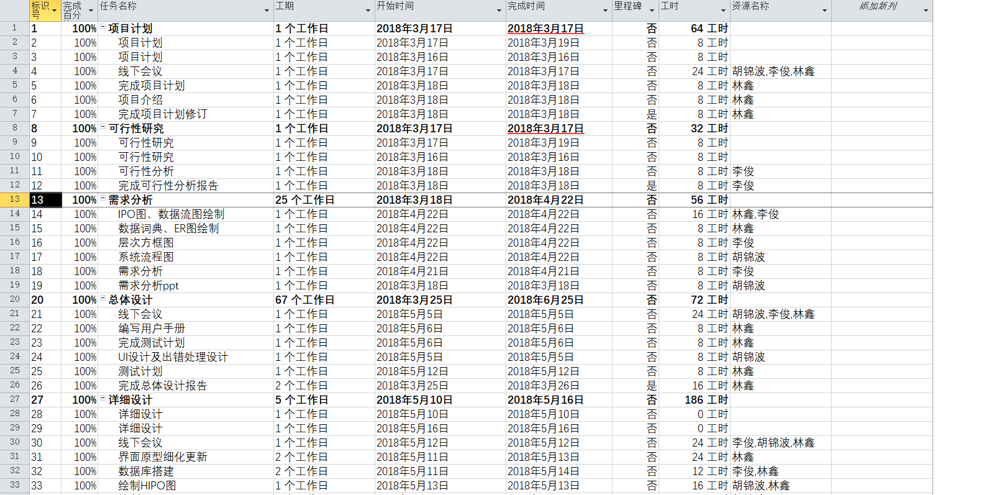 标识号 完成百分 任务名称 工期 开始时间 完成时间 里程碑 工时 资源名称 添加新列
1 1 100% 项目计划 1 个工作日 2018年3月17日 2018年3月17日 否 64 工时
2 2 100% 项目计划 1 个工作日 2018年3月17日 2018年3月19日 否 8 工时
3 3 100% 项目计划 1 个工作日 2018年3月16日 2018年3月16日 否 8 工时
4 4 100% 线下会议 1 个工作日 2018年3月17日 2018年3月17日 否 24 工时 胡锦波,李俊,林鑫
5 5 100% 完成项目计划 1 个工作日 2018年3月18日 2018年3月18日 否 8 工时 林鑫
6 6 100% 项目介绍 1 个工作日 2018年3月18日 2018年3月18日 否 8 工时 林鑫
7 7 100% 完成项目计划修订 1 个工作日 2018年3月18日 2018年3月18日 是 8 工时 林鑫
8 8 100% 可行性研究 1 个工作日 2018年3月17日 2018年3月17日 否 32 工时
9 9 100% 可行性研究 1 个工作日 2018年3月17日 2018年3月19日 否 8 工时
10 10 100% 可行性研究 1 个工作日 2018年3月16日 2018年3月16日 否 8 工时
11 11 100% 可行性分析 1 个工作日 2018年3月18日 2018年3月18日 否 8 工时 李俊
12 12 100% 完成可行性分析报告 1 个工作日 2018年3月18日 2018年3月18日 是 8 工时 李俊
13 13 100% 需求分析 25 个工作日 2018年3月18日 2018年4月22日 否 56 工时
14 14 100% IPO图、数据流图绘制 1 个工作日 2018年4月22日 2018年4月22日 否 16 工时 林鑫,李俊
15 15 100% 数据词典、ER图绘制 1 个工作日 2018年4月22日 2018年4月22日 否 8 工时 林鑫
16 16 100% 层次方框图 1 个工作日 2018年4月22日 2018年4月22日 否 8 工时 李俊
17 17 100% 系统流程图 1 个工作日 2018年4月22日 2018年4月22日 否 8 工时 胡锦波
18 18 100% 需求分析 1 个工作日 2018年4月21日 2018年4月21日 否 8 工时 李俊
19 19 100% 需求分析ppt 1 个工作日 2018年3月18日 2018年3月18日 否 8 工时 胡锦波
20 20 100% 总体设计 67 个工作日 2018年3月25日 2018年6月25日 否 72 工时
21 21 100% 线下会议 1 个工作日 2018年5月5日 2018年5月5日 否 24 工时 胡锦波,李俊,林鑫
22 22 100% 编写用户手册 1 个工作日 2018年5月6日 2018年5月6日 否 8 工时 林鑫
23 23 100% 完成测试计划 1 个工作日 2018年5月6日 2018年5月6日 否 8 工时 林鑫
24 24 100% UI设计及出错处理设计 1 个工作日 2018年5月5日 2018年5月5日 否 8 工时 胡锦波
25 25 100% 测试计划 1 个工作日 2018年5月12日 2018年5月12日 否 8 工时 林鑫
26 26 100% 完成总体设计报告 2 个工作日 2018年3月25日 2018年3月26日 是 16 工时 林鑫
27 27 100% 详细设计 5 个工作日 2018年5月10日 2018年5月16日 否 186 工时
28 28 100% 详细设计 1 个工作日 2018年5月10日 2018年5月10日 否 0 工时
29 29 100% 详细设计 1 个工作日 2018年5月16日 2018年5月16日 否 0 工时
30 30 100% 线下会议 1 个工作日 2018年5月12日 2018年5月12日 否 24 工时 李俊,胡锦波,林鑫
31 31 100% 界面原型细化更新 2 个工作日 2018年5月11日 2018年5月13日 否 24 工时 林鑫
32 32 100% 数据库搭建 2 个工作日 2018年5月11日 2018年5月14日 否 12 工时 李俊,林鑫
33 33 100% 绘制HIPO图 1 个工作日 2018年5月13日 2018年5月13日 否 16 工时 胡锦波,林鑫